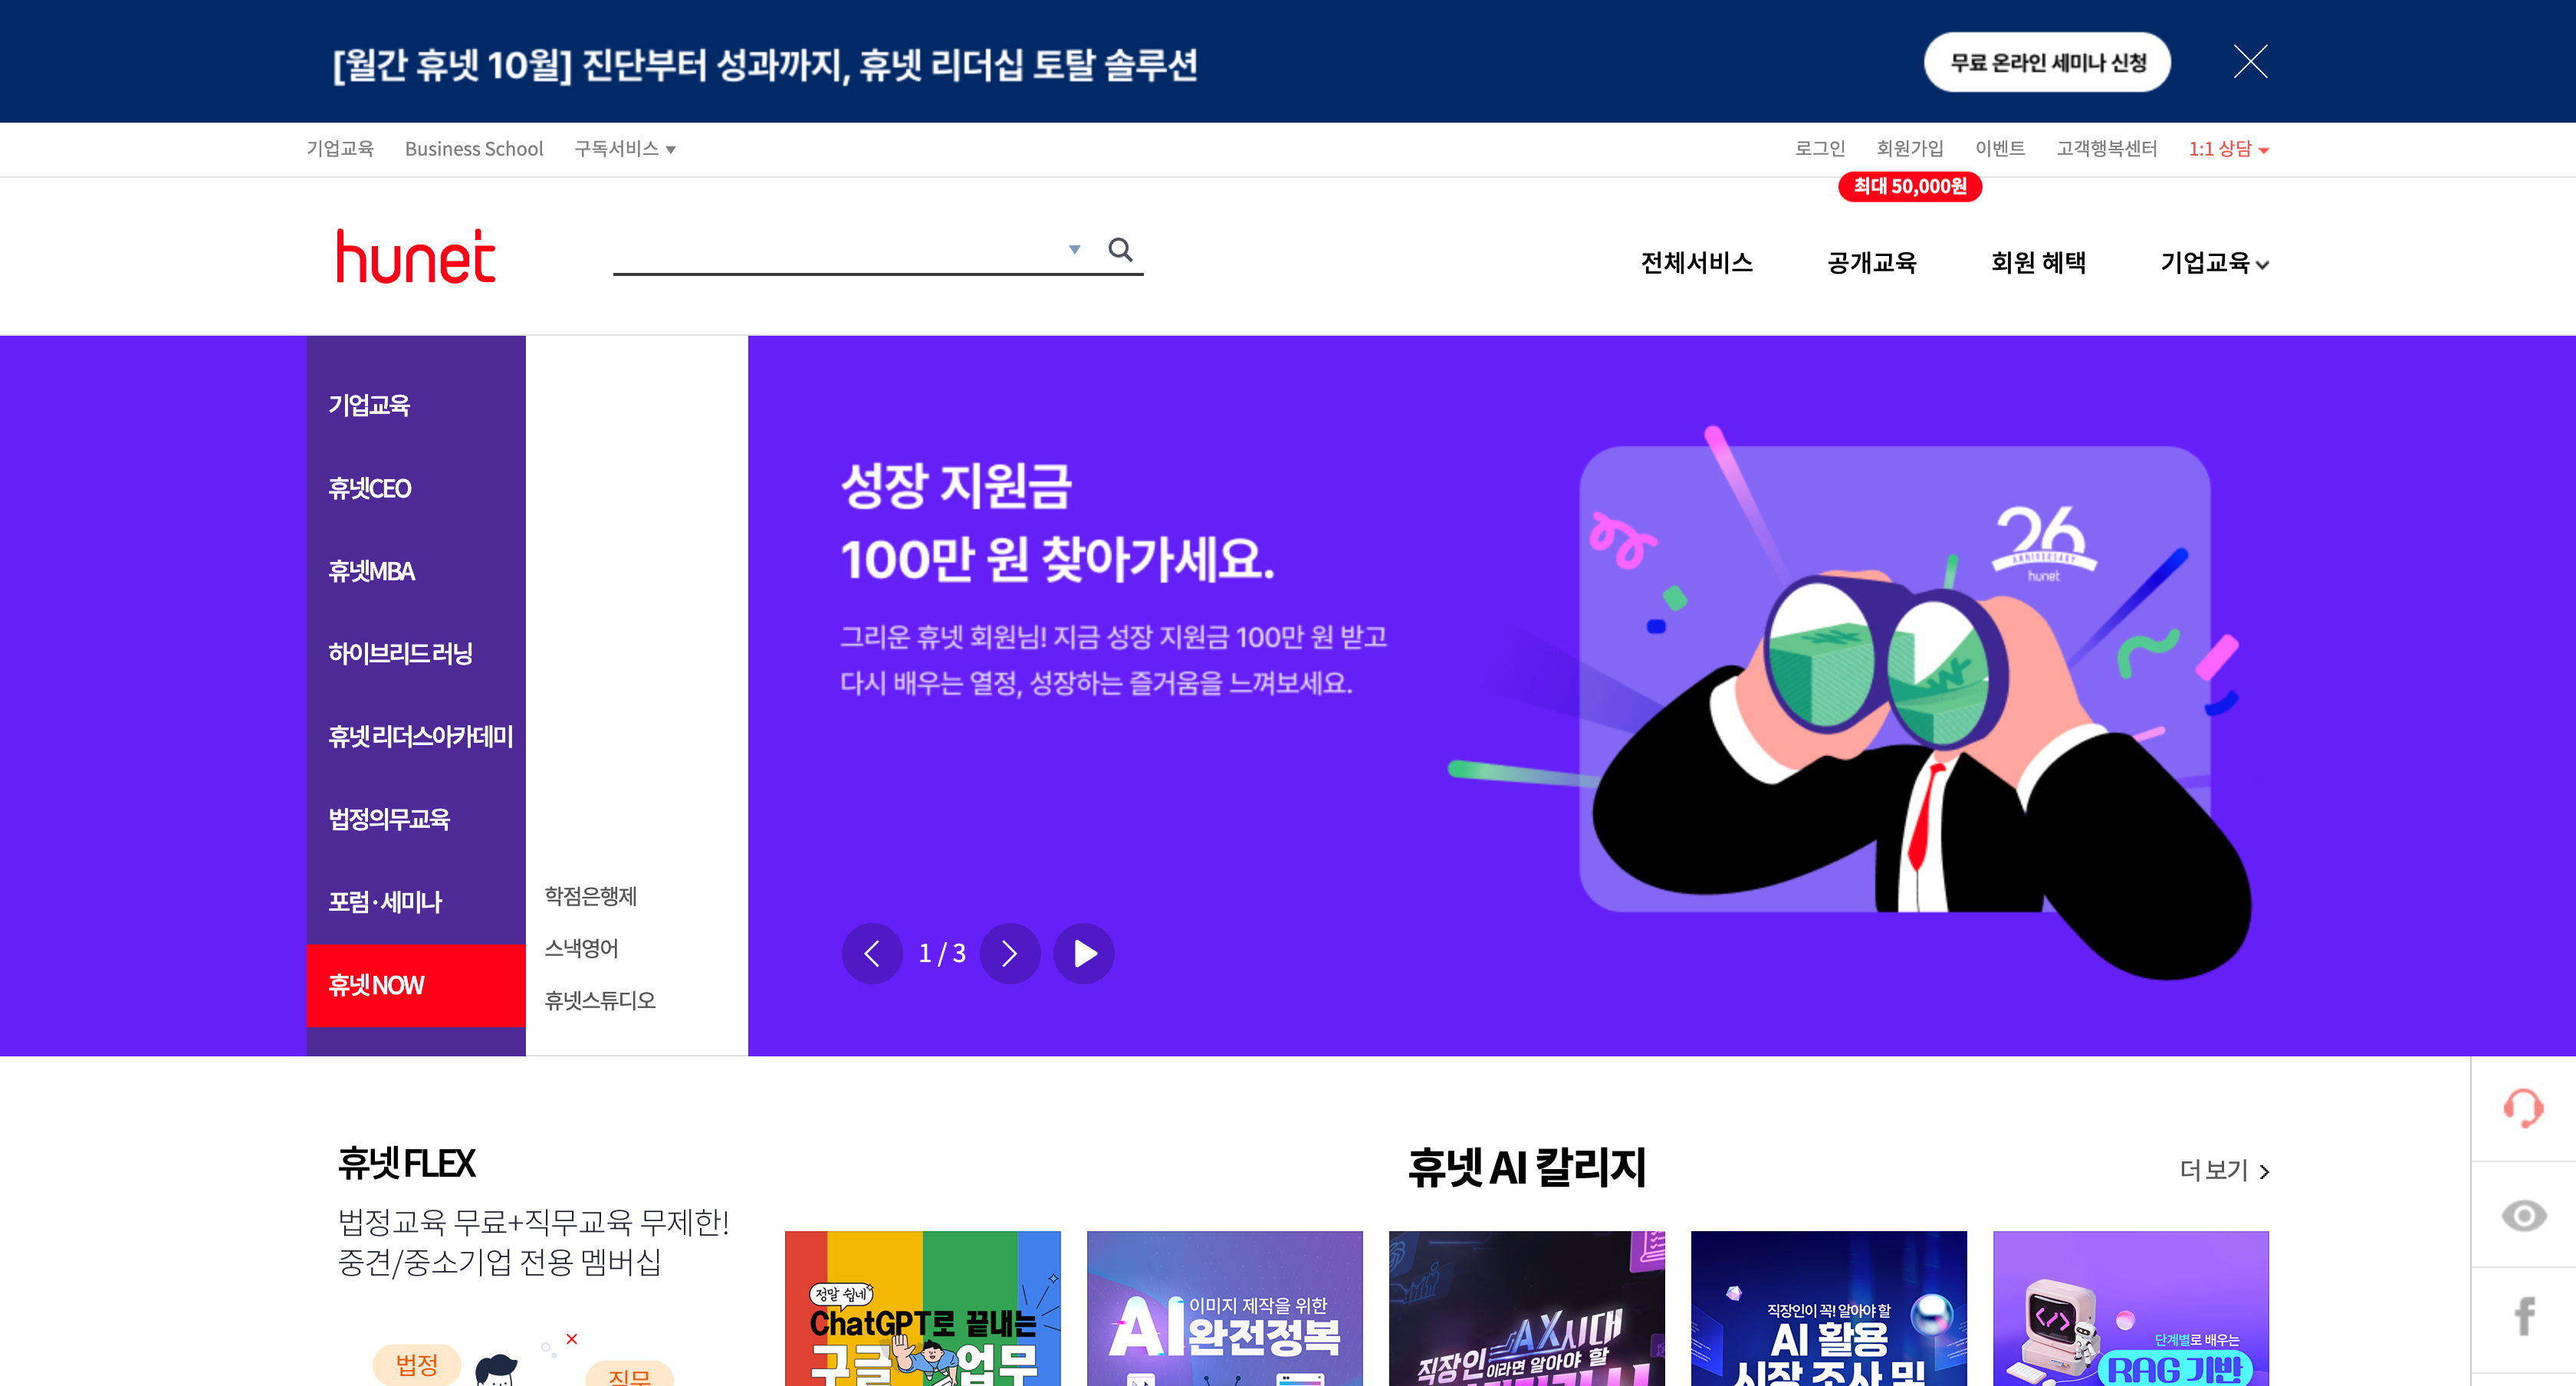 [월간 휴넷 10월] 진단부터 성과까지, 휴넷 리더십 토탈 솔루션
무료 온라인 세미나 신청
기업교육 Business School 구독서비스
로그인 회원가입 이벤트 고객행복센터 1:1 상담
최대 50,000원
hunet
전체서비스 공개교육 회원 혜택 기업교육
기업교육
휴넷CEO
휴넷MBA
하이브리드 러닝
휴넷 리더스아카데미
법정의무교육
포럼·세미나
휴넷 NOW
학점은행제
스낵영어
휴넷스튜디오
성장 지원금
100만 원 찾아가세요.
그리운 휴넷 회원님! 지금 성장 지원금 100만 원 받고
다시 배우는 열정, 성장하는 즐거움을 느껴보세요.
26
ANNIVERSARY
hunet
1 / 3
휴넷 FLEX
법정교육 무료+직무교육 무제한!
중견/중소기업 전용 멤버십
법정
직무
휴넷 AI 칼리지
더 보기
정말 쉽네
ChatGPT로 끝내는
구글 업무
이미지 제작을 위한
AI 완전정복
AX시대
직장인이라면 알아야 할
직장인이 꼭! 알아야 할
AI 활용
시장 조사 및
단계별로 배우는
RAG 기반